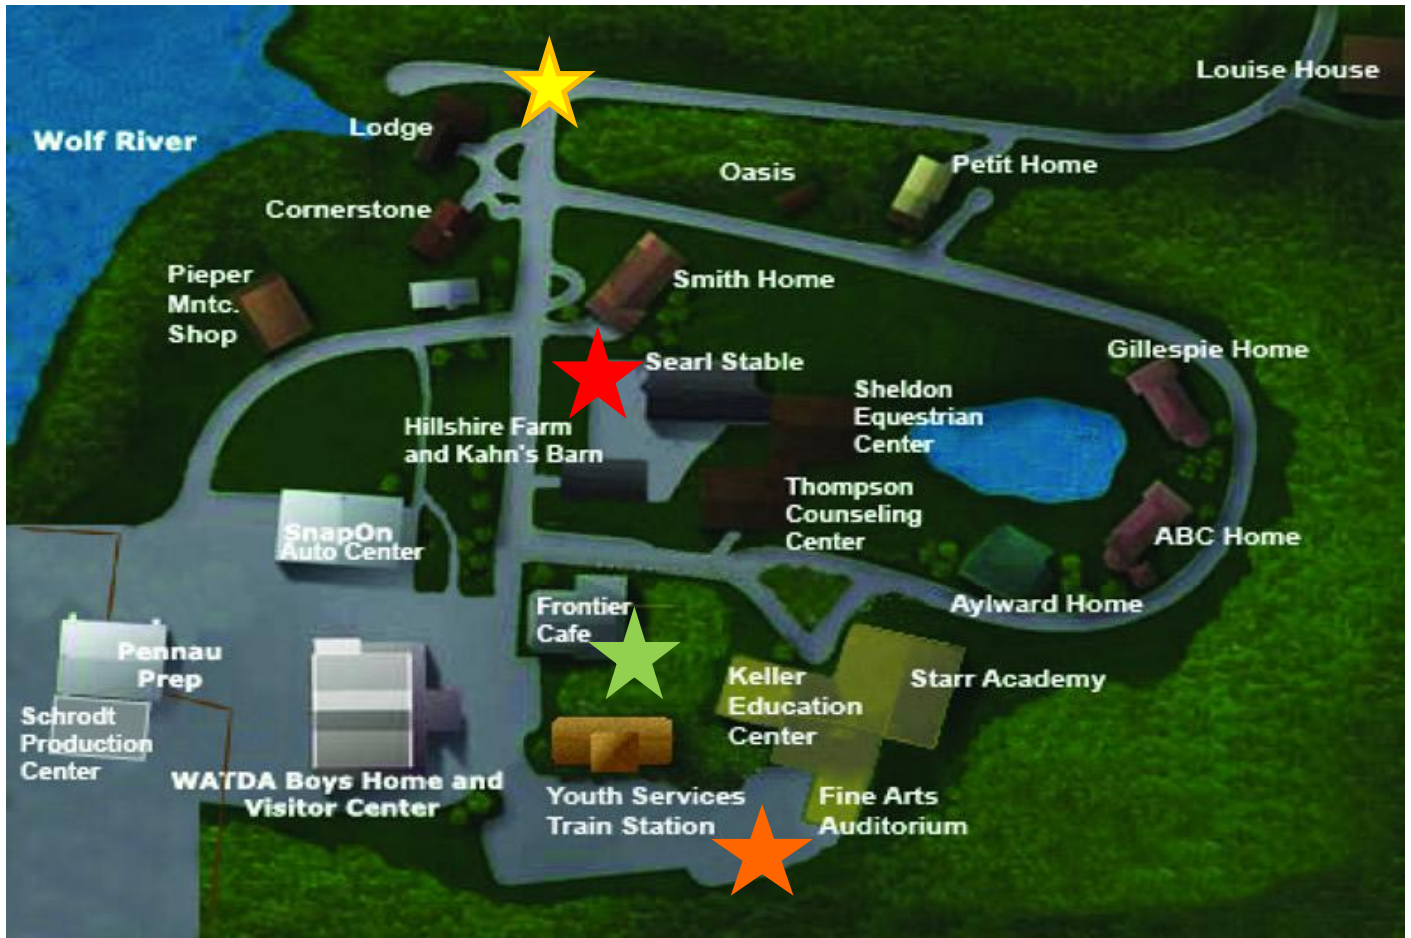 Louise House
Lodge
Wolf River
Oasis
Petit Home
Cornerstone
Pieper
Mntc.
Shop
Smith Home
Gillespie Home
Searl Stable
Sheldon
Equestrian
Center
Hillshire Farm
and Kahn's Barn
Thompson
Counseling
Center
SnapOn
Auto Center
ABC Home
Aylward Home
Frontier
Cafe
Pennau
Prep
Keller
Education
Center
Starr Academy
Schrodt
Production
Center
WATDA Boys Home and
Visitor Center
Youth Services
Train Station
Fine Arts
Auditorium